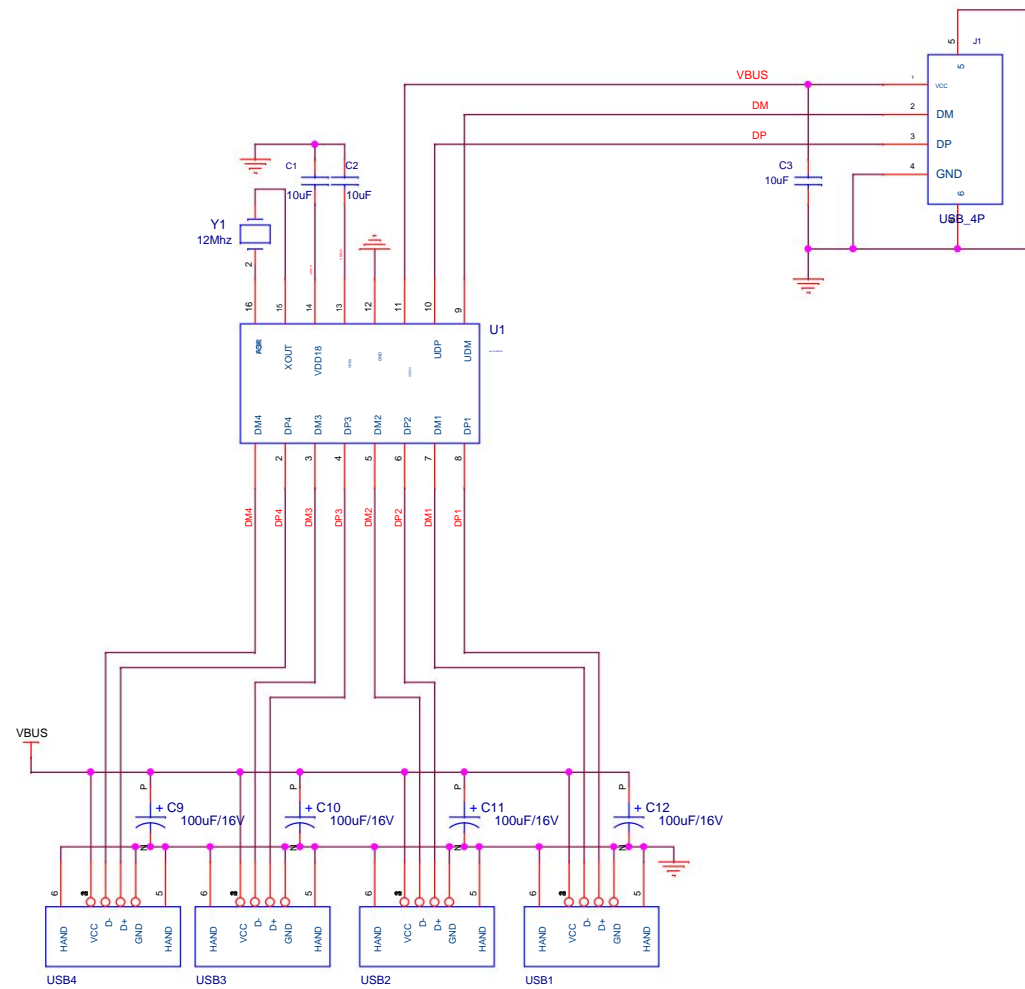 J1
5
5
VBUS
1
VCC
DM
2
DM
DP
3
DP
4
GND
6
USB_4P
C3
10uF
C1
C2
10uF
10uF
Y1
12Mhz
2
16
15
14
13
12
11
10
9
U1
XOUT
VDD18
GND
UDP
UDM
DM4
DP4
DM3
DP3
DM2
DP2
DM1
DP1
2
3
4
5
6
7
8
DM4
DP4
DM3
DP3
DM2
DP2
DM1
DP1
VBUS
P
P
P
P
+ C9
+ C10
+ C11
+ C12
100uF/16V
100uF/16V
100uF/16V
100uF/16V
N
N
N
N
6
5
6
5
6
5
6
5
HAND
VCC
D-
D+
GND
HAND
HAND
VCC
D-
D+
GND
HAND
HAND
VCC
D-
D+
GND
HAND
HAND
VCC
D-
D+
GND
HAND
USB4
USB3
USB2
USB1